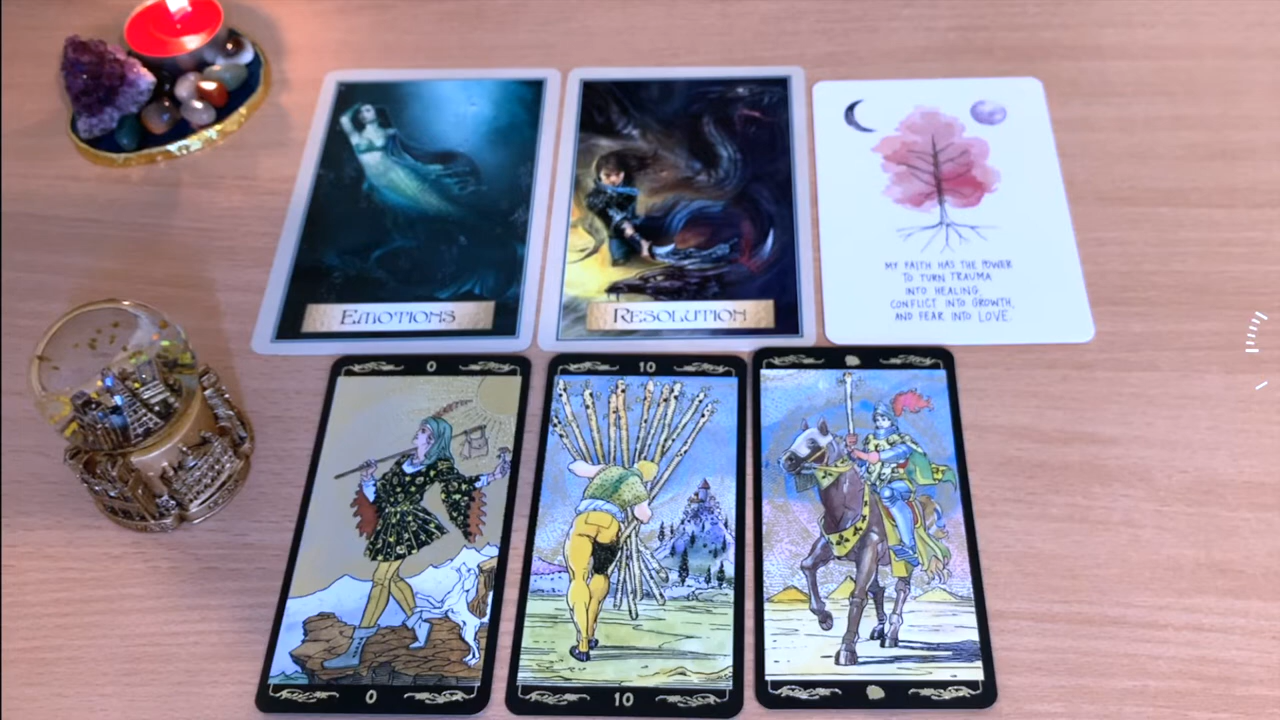 EMOTIONS
RESOLUTION
MY FAITH HAS THE POWER
TO TURN TRAUMA
INTO HEALING,
CONFLICT INTO GROWTH,
AND FEAR INTO LOVE.
0
10
0
10